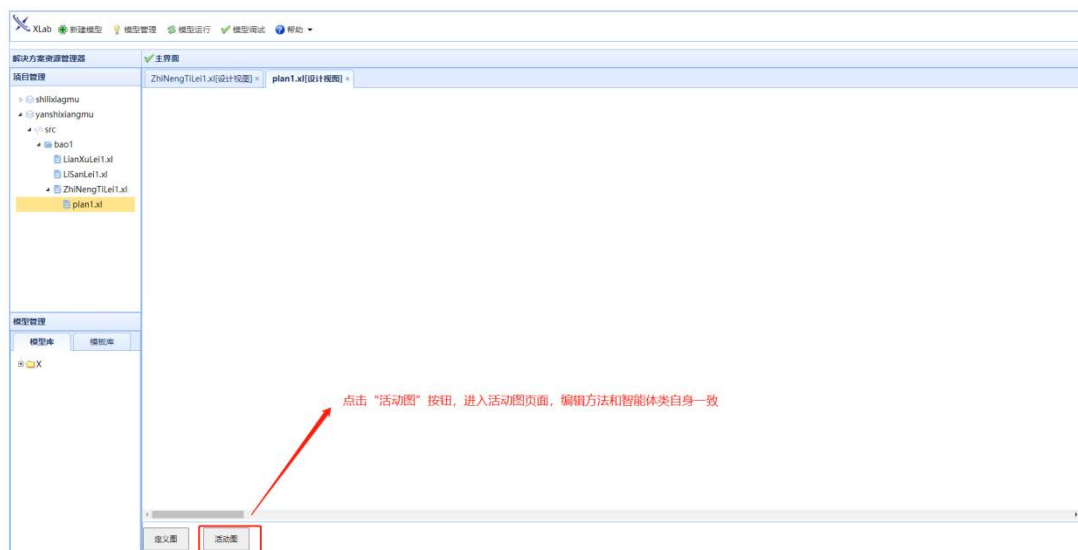 XLab 新建模型 模型管理 模型运行 模型调试 帮助
解决方案资源管理器
主界面
项目管理
ZhiNengTiLei1.xl[设计视图] × plan1.xl[设计视图] ×
shilixiagmu
yanshixiangmu
src
bao1
LianXuLei1.xl
LiSanLei1.xl
ZhiNengTiLei1.xl
plan1.xl
模型管理
模型库 模板库
X
点击“活动图”按钮，进入活动图页面，编辑方法和智能体类自身一致
定义图 活动图